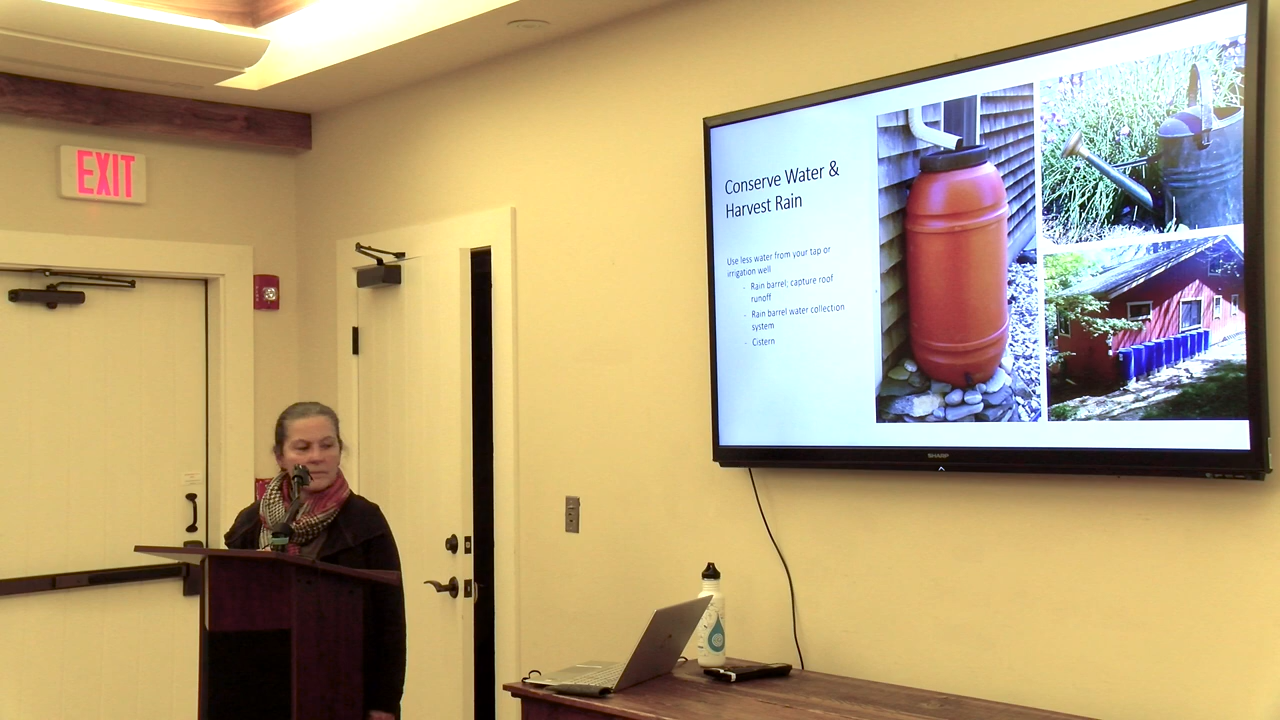 EXIT
Conserve Water &
Harvest Rain
Use less water from your tap or
irrigation well
- Rain barrel; capture roof
runoff
- Rain barrel water collection
system
- Cistern
SHARP